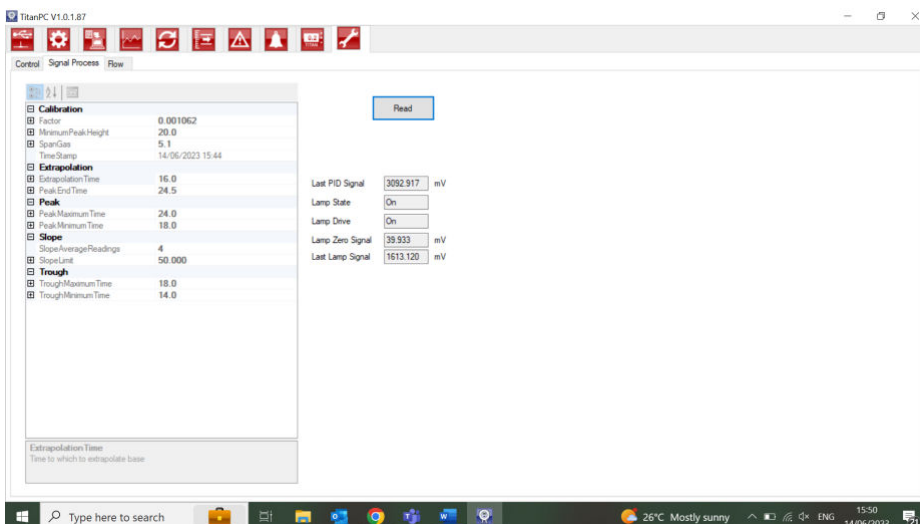 TitanPC V1.0.1.87
Control Signal Process Flow
Read
Calibration
Factor 0.001062
MinimumPeakHeight 20.0
SpanGas 5.1
TimeStamp 14/06/2023 15:44
Extrapolation
ExtrapolationTime 16.0
PeakEndTime 24.5
Peak
PeakMaximumTime 24.0
PeakMinimumTime 18.0
Slope
SlopeAverageReadings 4
SlopeLimit 50.000
Trough
TroughMaximumTime 18.0
TroughMinimumTime 14.0
Last PID Signal 3092.917 mV
Lamp State On
Lamp Drive On
Lamp Zero Signal 39.933 mV
Last Lamp Signal 1613.120 mV
ExtrapolationTime
Time to which to extrapolate base
Type here to search
26°C Mostly sunny
ENG
15:50
14/06/2023